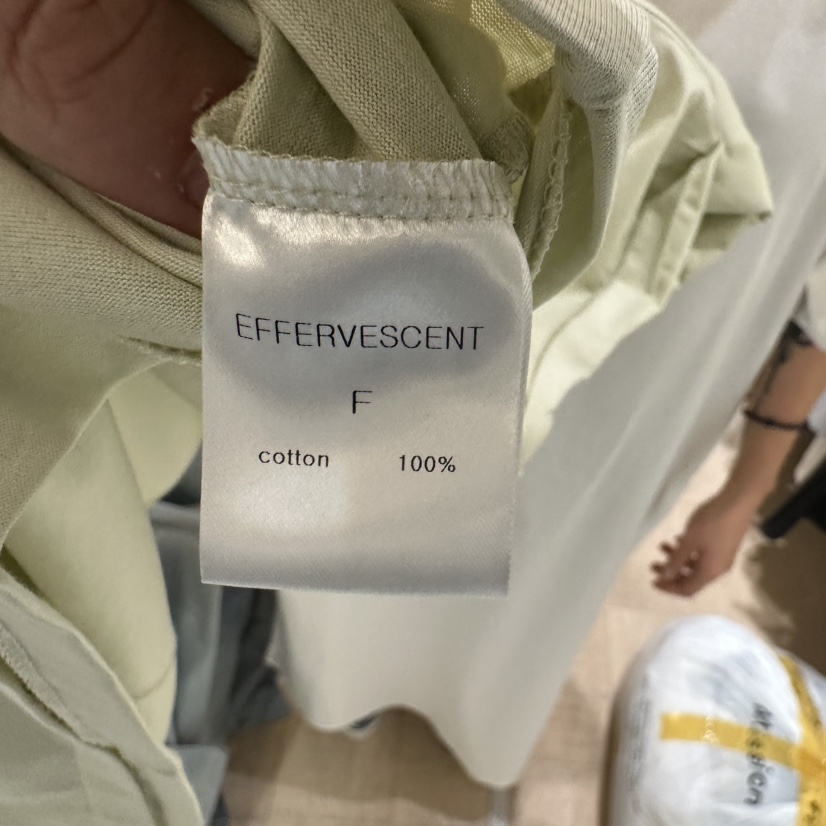 EFFERVESCENT
F
cotton 100%